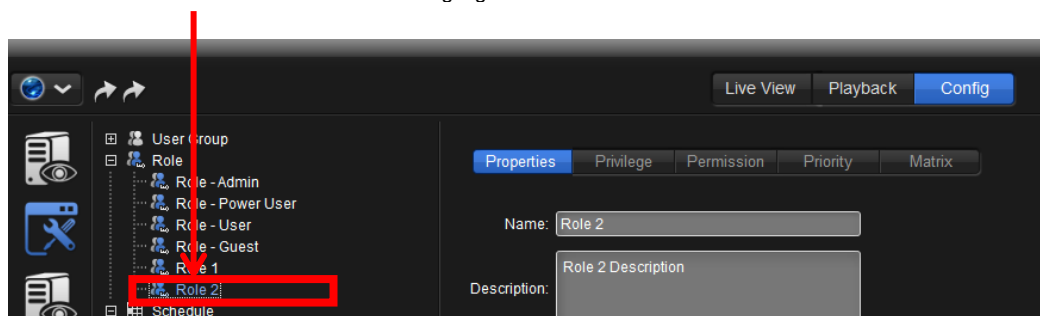 Live View Playback Config
User Group
Role
Properties Privilege Permission Priority Matrix
Role - Admin
Role - Power User
Name: Role 2
Role - User
Role - Guest
Role 1
Role 2 Description
Description:
Role 2
Schedule